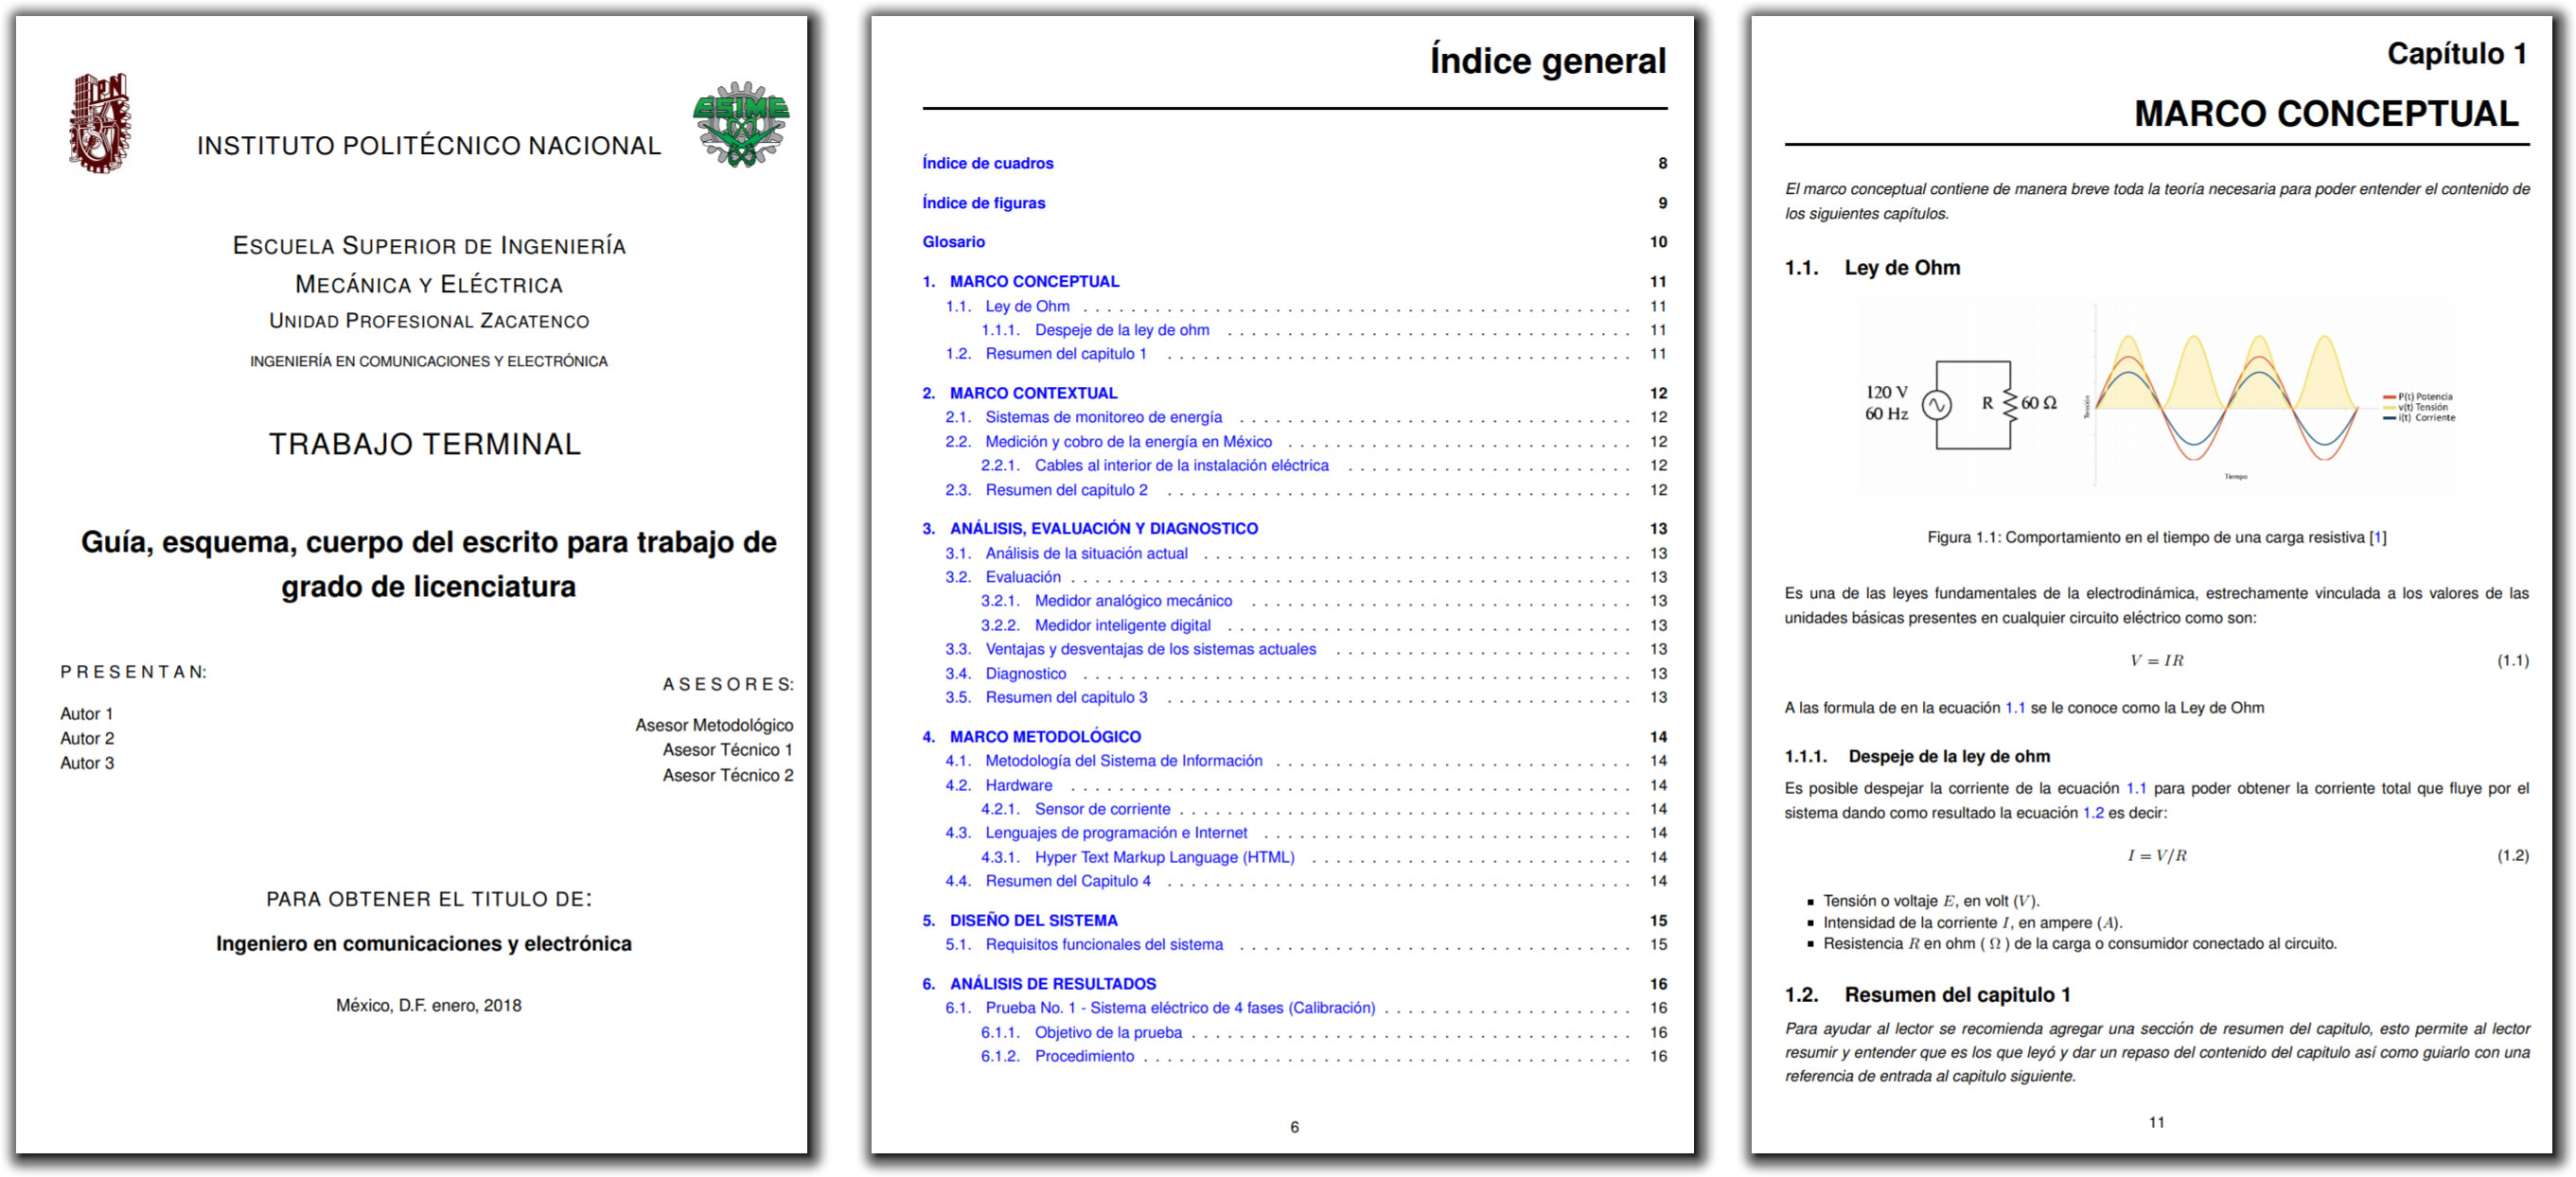 IPN
ESIME
INSTITUTO POLITÉCNICO NACIONAL
ESCUELA SUPERIOR DE INGENIERÍA
MECÁNICA Y ELÉCTRICA
UNIDAD PROFESIONAL ZACATENCO
INGENIERÍA EN COMUNICACIONES Y ELECTRÓNICA
TRABAJO TERMINAL
Guía, esquema, cuerpo del escrito para trabajo de
grado de licenciatura
P R E S E N T A N:
Autor 1
Autor 2
Autor 3
A S E S O R E S:
Asesor Metodológico
Asesor Técnico 1
Asesor Técnico 2
PARA OBTENER EL TITULO DE:
Ingeniero en comunicaciones y electrónica
México, D.F. enero, 2018
Índice general
Índice de cuadros 8
Índice de figuras 9
Glosario 10
1. MARCO CONCEPTUAL 11
1.1. Ley de Ohm 11
1.1.1. Despeje de la ley de ohm 11
1.2. Resumen del capitulo 1 11
2. MARCO CONTEXTUAL 12
2.1. Sistemas de monitoreo de energía 12
2.2. Medición y cobro de la energía en México 12
2.2.1. Cables al interior de la instalación eléctrica 12
2.3. Resumen del capitulo 2 12
3. ANÁLISIS, EVALUACIÓN Y DIAGNOSTICO 13
3.1. Análisis de la situación actual 13
3.2. Evaluación 13
3.2.1. Medidor analógico mecánico 13
3.2.2. Medidor inteligente digital 13
3.3. Ventajas y desventajas de los sistemas actuales 13
3.4. Diagnostico 13
3.5. Resumen del capitulo 3 13
4. MARCO METODOLÓGICO 14
4.1. Metodología del Sistema de Información 14
4.2. Hardware 14
4.2.1. Sensor de corriente 14
4.3. Lenguajes de programación e Internet 14
4.3.1. Hyper Text Markup Language (HTML) 14
4.4. Resumen del Capitulo 4 14
5. DISEÑO DEL SISTEMA 15
5.1. Requisitos funcionales del sistema 15
6. ANÁLISIS DE RESULTADOS 16
6.1. Prueba No. 1 - Sistema eléctrico de 4 fases (Calibración) 16
6.1.1. Objetivo de la prueba 16
6.1.2. Procedimiento 16
6
Capítulo 1
MARCO CONCEPTUAL
El marco conceptual contiene de manera breve toda la teoría necesaria para poder entender el contenido de
los siguientes capítulos.
1.1. Ley de Ohm
120 V
60 Hz
R
60 Ω
Tensión
Tiempo
P(t) Potencia
v(t) Tensión
i(t) Corriente
Figura 1.1: Comportamiento en el tiempo de una carga resistiva [1]
Es una de las leyes fundamentales de la electrodinámica, estrechamente vinculada a los valores de las
unidades básicas presentes en cualquier circuito eléctrico como son:
V = IR (1.1)
A las formula de en la ecuación 1.1 se le conoce como la Ley de Ohm
1.1.1. Despeje de la ley de ohm
Es posible despejar la corriente de la ecuación 1.1 para poder obtener la corriente total que fluye por el
sistema dando como resultado la ecuación 1.2 es decir:
I = V/R (1.2)
▪ Tensión o voltaje E, en volt (V).
▪ Intensidad de la corriente I, en ampere (A).
▪ Resistencia R en ohm ( Ω ) de la carga o consumidor conectado al circuito.
1.2. Resumen del capitulo 1
Para ayudar al lector se recomienda agregar una sección de resumen del capitulo, esto permite al lector
resumir y entender que es los que leyó y dar un repaso del contenido del capitulo así como guiarlo con una
referencia de entrada al capitulo siguiente.
11